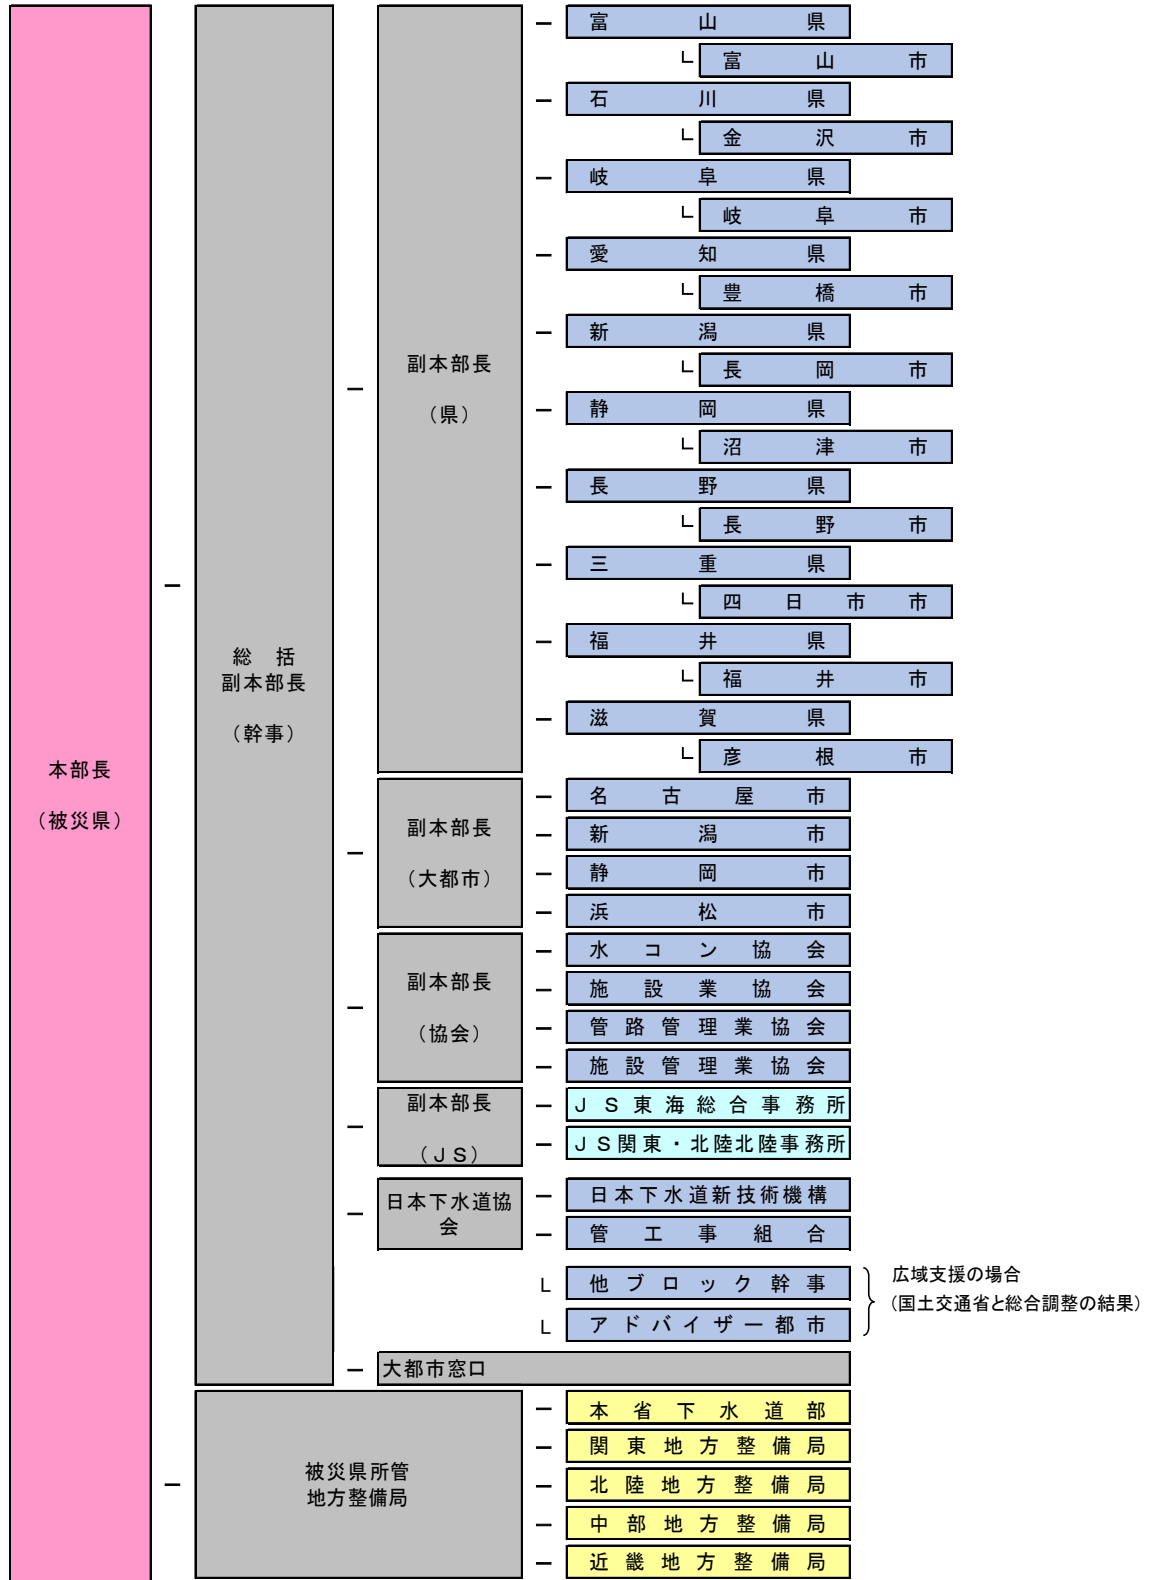 本部長
（被災県）
総　括
副本部長
（幹事）
副本部長
（県）
富山県
└ 富山市
石川県
└ 金沢市
岐阜県
└ 岐阜市
愛知県
└ 豊橋市
新潟県
└ 長岡市
静岡県
└ 沼津市
長野県
└ 長野市
三重県
└ 四日市市
福井県
└ 福井市
滋賀県
└ 彦根市
副本部長
（大都市）
名古屋市
新潟市
静岡市
浜松市
副本部長
（協会）
水コン協会
施設業協会
管路管理業協会
施設管理業協会
副本部長
（ＪＳ）
ＪＳ東海総合事務所
ＪＳ関東・北陸北陸事務所
日本下水道協
会
日本下水道新技術機構
管工事組合
└ 他ブロック幹事
└ アドバイザー都市
広域支援の場合
（国土交通省と総合調整の結果）
大都市窓口
被災県所管
地方整備局
本省下水道部
関東地方整備局
北陸地方整備局
中部地方整備局
近畿地方整備局